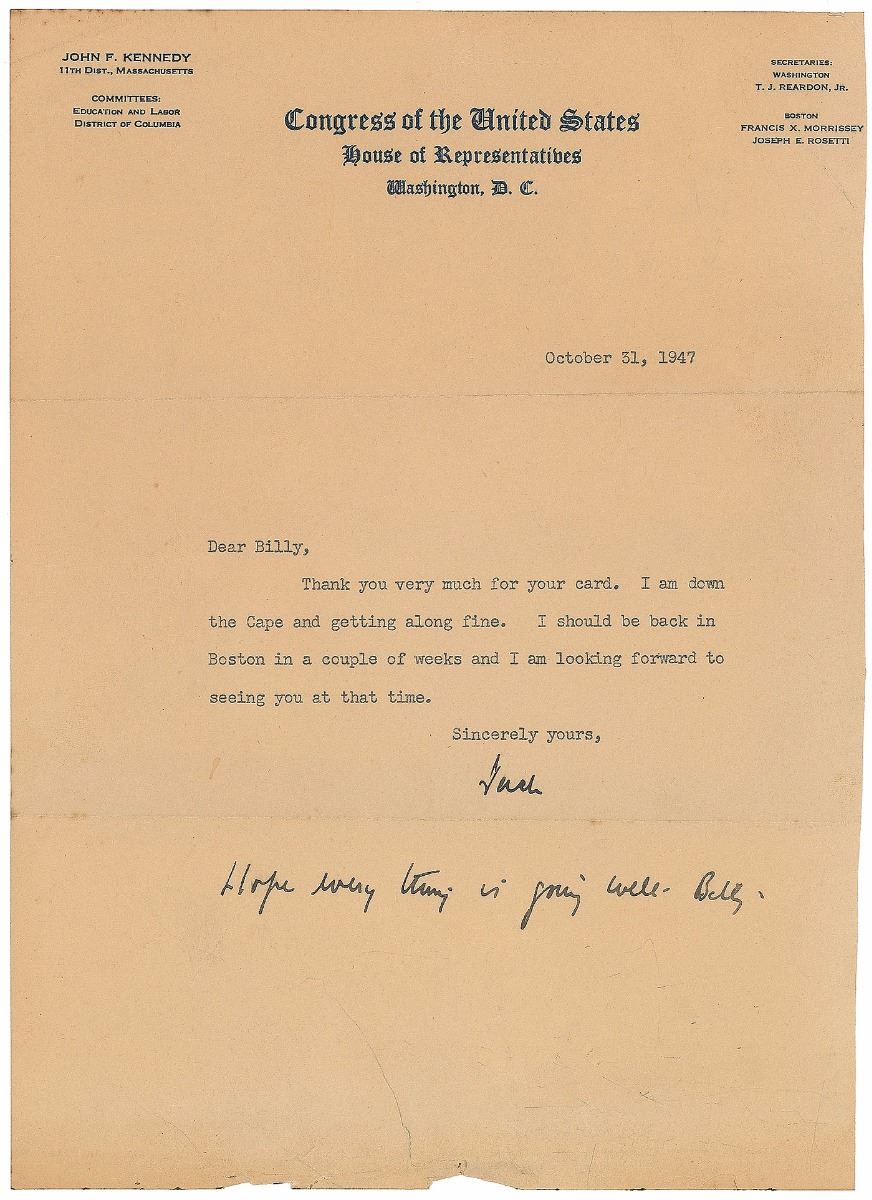 JOHN F. KENNEDY
11TH DIST., MASSACHUSETTS
COMMITTEES:
EDUCATION AND LABOR
DISTRICT OF COLUMBIA
Congress of the United States
House of Representatives
Washington, D. C.
SECRETARIES:
WASHINGTON
T. J. REARDON, JR.
BOSTON
FRANCIS X. MORRISSEY
JOSEPH E. ROSETTI
October 31, 1947
Dear Billy,
Thank you very much for your card. I am down
the Cape and getting along fine. I should be back in
Boston in a couple of weeks and I am looking forward to
seeing you at that time.
Sincerely yours,
Jack
Hope every thing is going well - Billy.